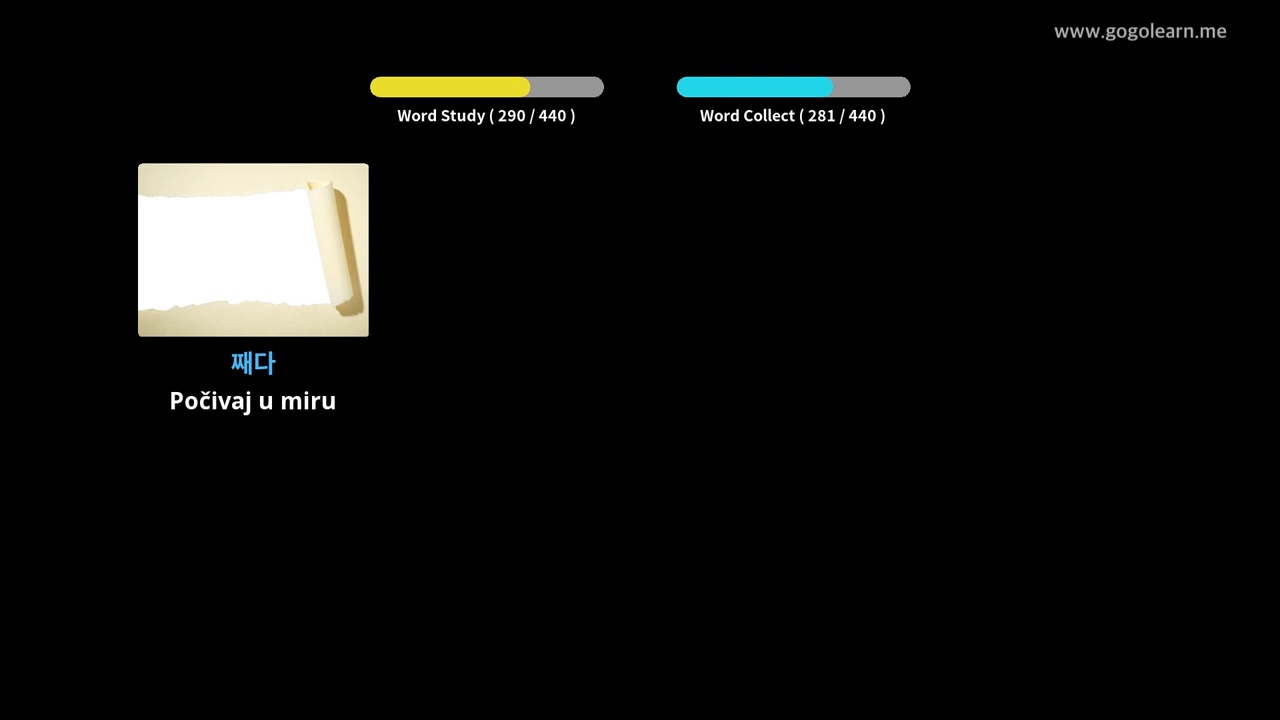 www.gogolearn.me
Word Study ( 290 / 440 )
Word Collect ( 281 / 440 )
째다
Počivaj u miru